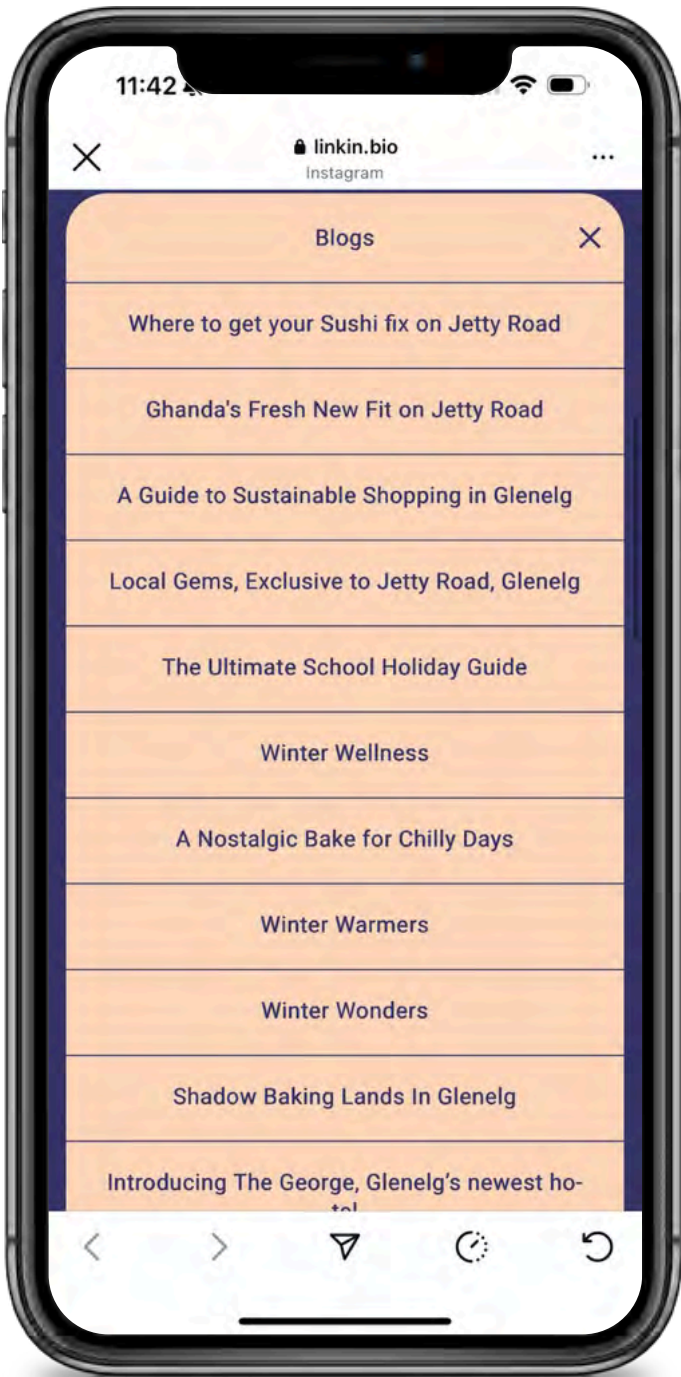 11:42
linkin.bio
Instagram
Blogs
Where to get your Sushi fix on Jetty Road
Ghanda's Fresh New Fit on Jetty Road
A Guide to Sustainable Shopping in Glenelg
Local Gems, Exclusive to Jetty Road, Glenelg
The Ultimate School Holiday Guide
Winter Wellness
A Nostalgic Bake for Chilly Days
Winter Warmers
Winter Wonders
Shadow Baking Lands In Glenelg
Introducing The George, Glenelg’s newest ho-
tel